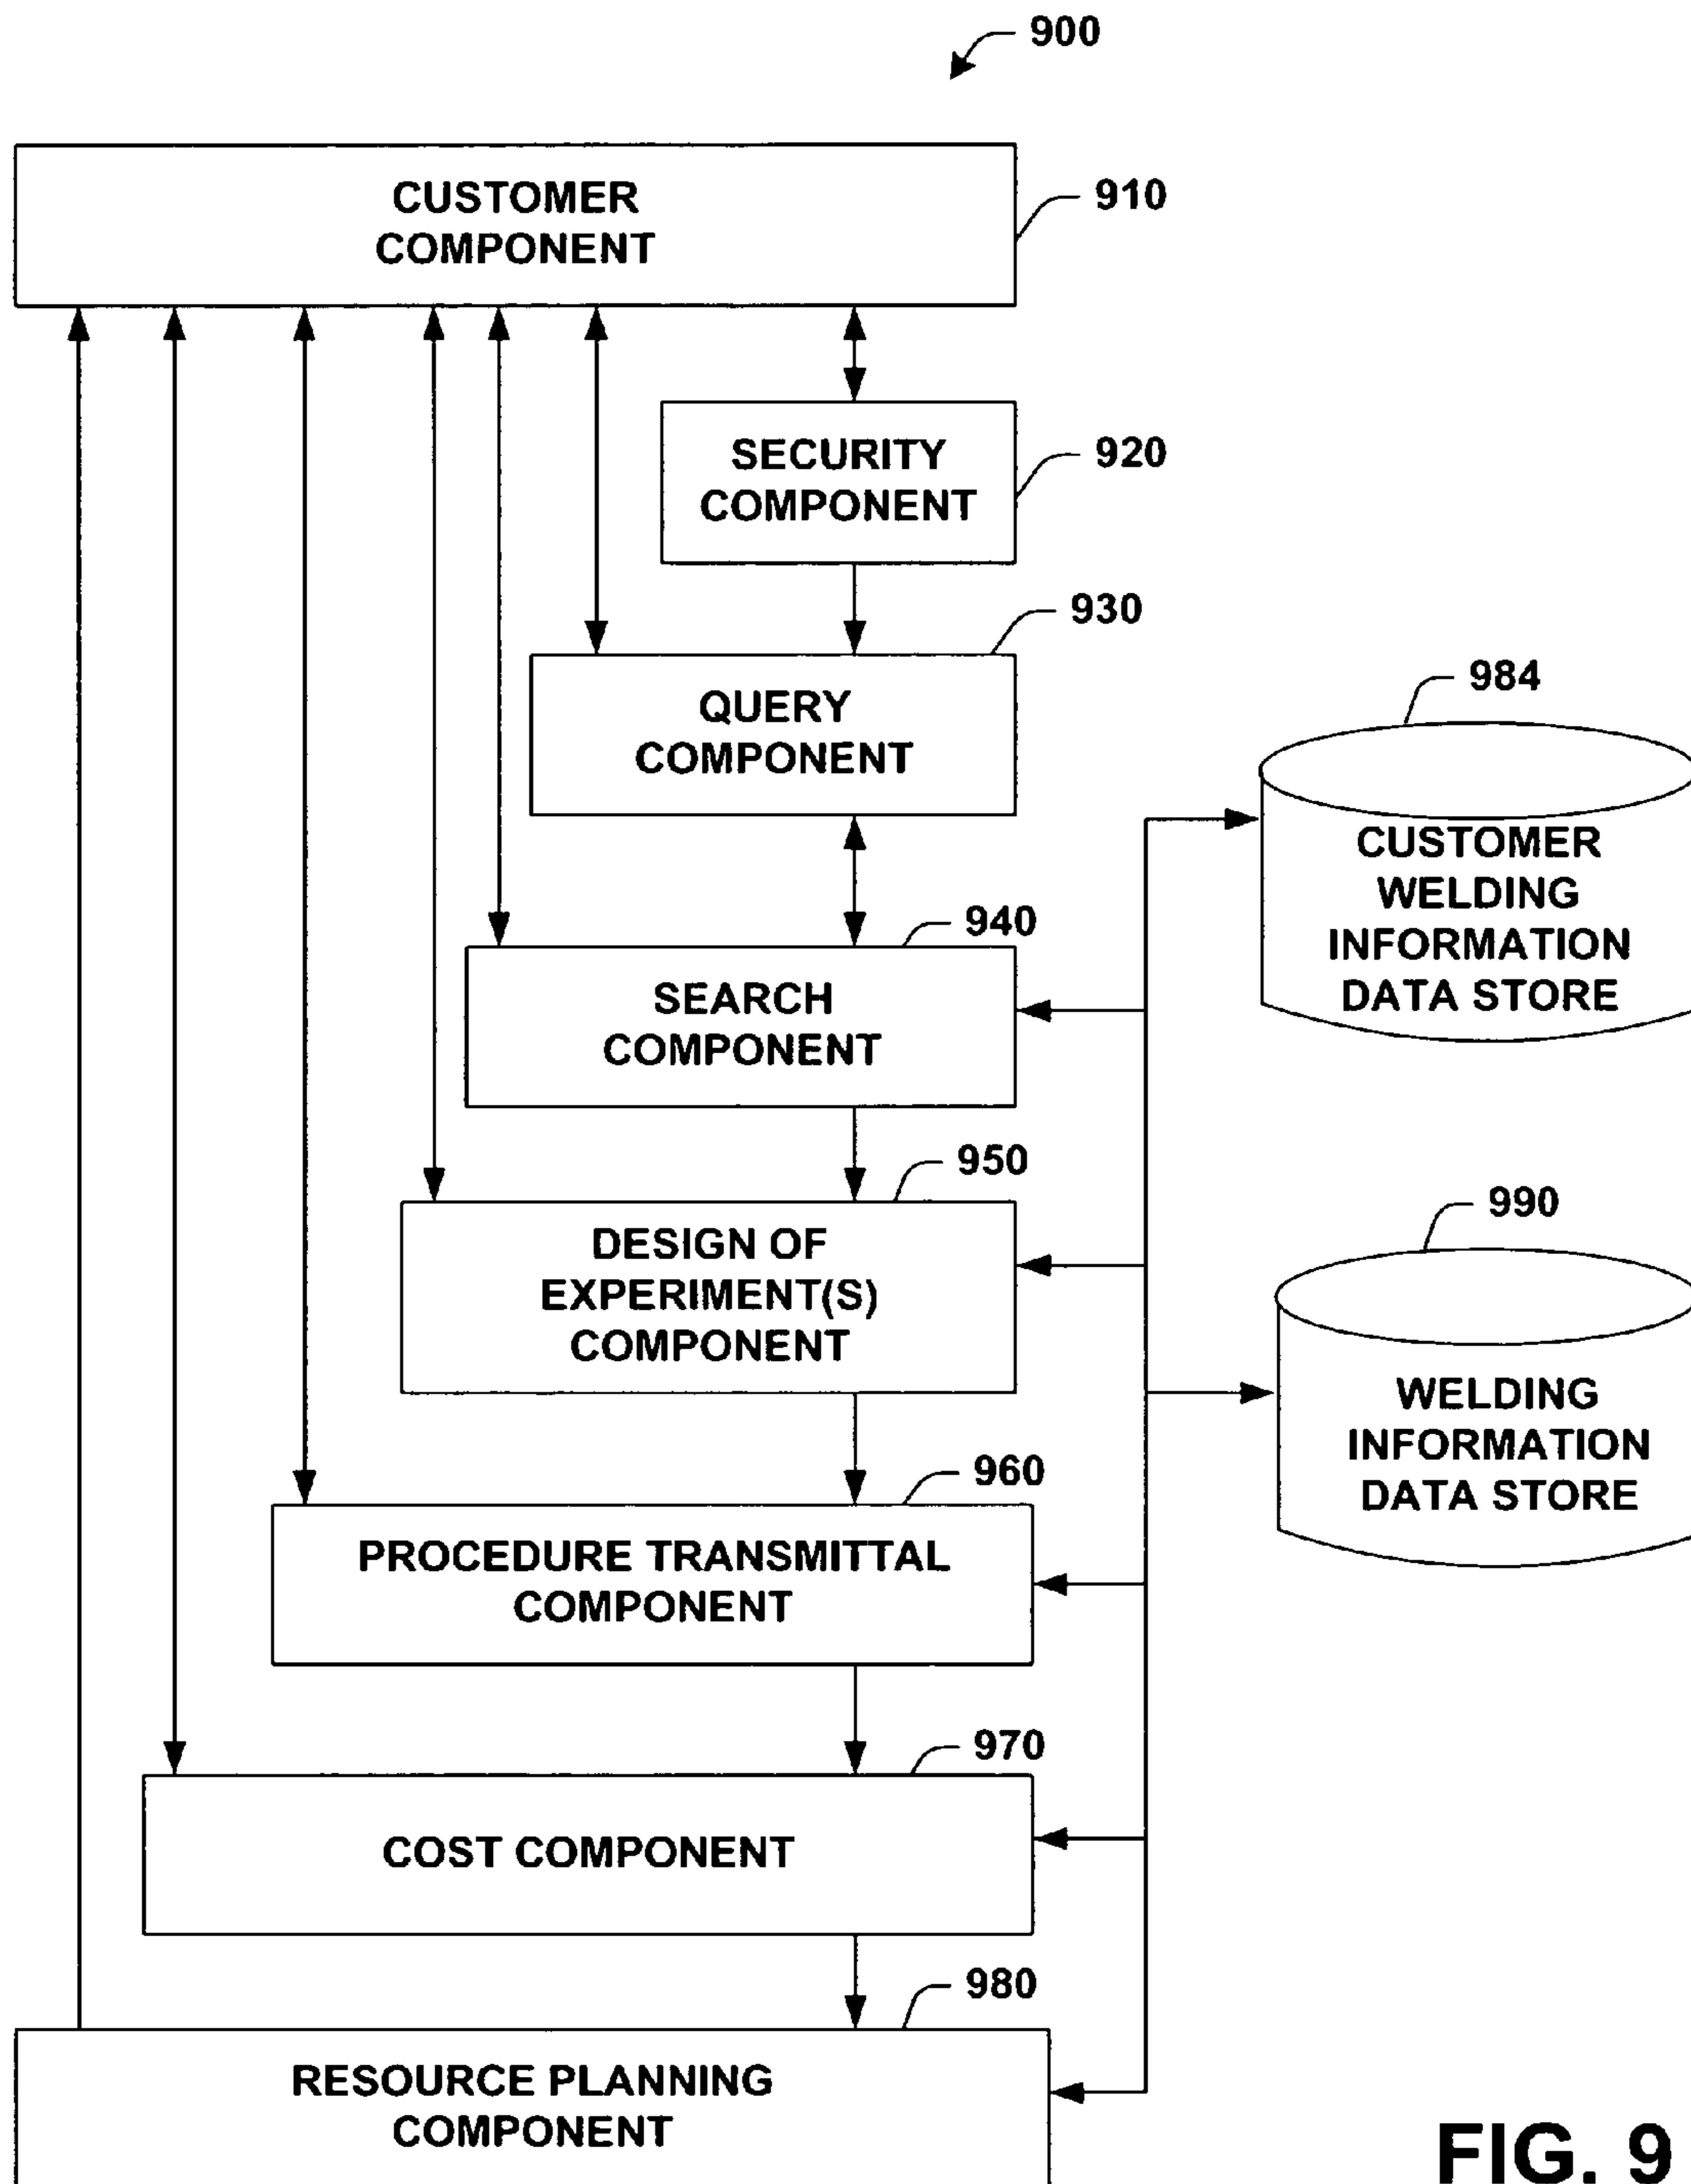 900
CUSTOMER
COMPONENT
910
SECURITY
COMPONENT
920
930
QUERY
COMPONENT
984
CUSTOMER
WELDING
INFORMATION
DATA STORE
940
SEARCH
COMPONENT
950
DESIGN OF
EXPERIMENT(S)
COMPONENT
990
WELDING
INFORMATION
DATA STORE
960
PROCEDURE TRANSMITTAL
COMPONENT
970
COST COMPONENT
980
RESOURCE PLANNING
COMPONENT
FIG. 9